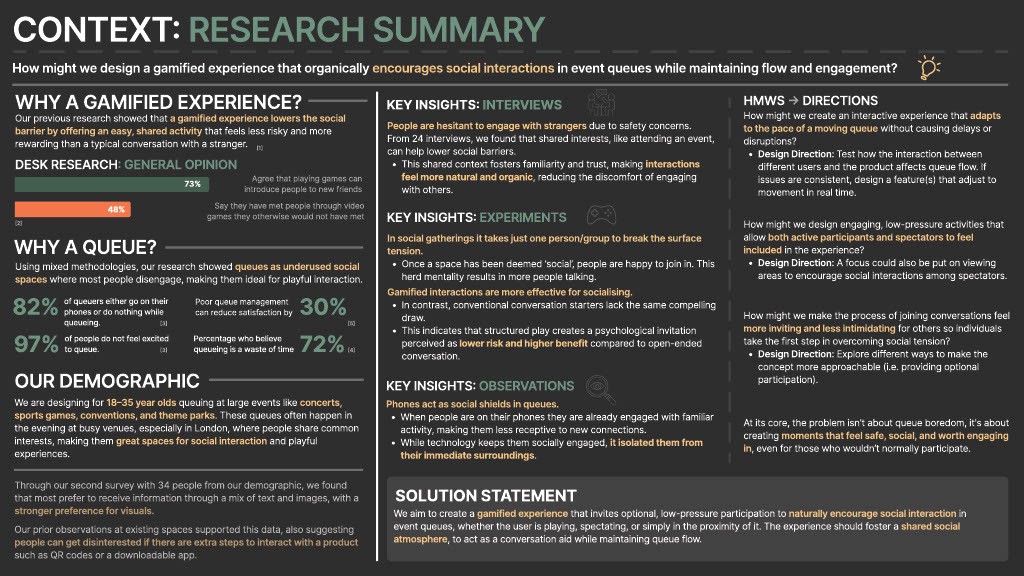 CONTEXT: RESEARCH SUMMARY
How might we design a gamified experience that organically encourages social interactions in event queues while maintaining flow and engagement?
WHY A GAMIFIED EXPERIENCE?
Our previous research showed that a gamified experience lowers the social
barrier by offering an easy, shared activity that feels less risky and more
rewarding than a typical conversation with a stranger. [1]
DESK RESEARCH: GENERAL OPINION
73%
Agree that playing games can
introduce people to new friends
48%
Say they have met people through video
games they otherwise would not have met
[2]
WHY A QUEUE?
Using mixed methodologies, our research showed queues as underused social
spaces where most people disengage, making them ideal for playful interaction.
82%
of queuers either go on their
phones or do nothing while
queueing. [3]
Poor queue management
can reduce satisfaction by
30%
[5]
97%
of people do not feel excited
to queue. [3]
Percentage who believe
queueing is a waste of time
72%
[4]
OUR DEMOGRAPHIC
We are designing for 18–35 year olds queuing at large events like concerts,
sports games, conventions, and theme parks. These queues often happen in
the evening at busy venues, especially in London, where people share common
interests, making them great spaces for social interaction and playful
experiences.
Through our second survey with 34 people from our demographic, we found
that most prefer to receive information through a mix of text and images, with a
stronger preference for visuals.
Our prior observations at existing spaces supported this data, also suggesting
people can get disinterested if there are extra steps to interact with a product
such as QR codes or a downloadable app.
KEY INSIGHTS: INTERVIEWS
People are hesitant to engage with strangers due to safety concerns.
From 24 interviews, we found that shared interests, like attending an event,
can help lower social barriers.
• This shared context fosters familiarity and trust, making interactions
feel more natural and organic, reducing the discomfort of engaging
with others.
KEY INSIGHTS: EXPERIMENTS
In social gatherings it takes just one person/group to break the surface
tension.
• Once a space has been deemed 'social', people are happy to join in. This
herd mentality results in more people talking.
Gamified interactions are more effective for socialising.
• In contrast, conventional conversation starters lack the same compelling
draw.
• This indicates that structured play creates a psychological invitation
perceived as lower risk and higher benefit compared to open-ended
conversation.
KEY INSIGHTS: OBSERVATIONS
Phones act as social shields in queues.
• When people are on their phones they are already engaged with familiar
activity, making them less receptive to new connections.
• While technology keeps them socially engaged, it isolated them from
their immediate surroundings.
HMWS → DIRECTIONS
How might we create an interactive experience that adapts
to the pace of a moving queue without causing delays or
disruptions?
• Design Direction: Test how the interaction between
different users and the product affects queue flow. If
issues are consistent, design a feature(s) that adjust to
movement in real time.
How might we design engaging, low-pressure activities that
allow both active participants and spectators to feel
included in the experience?
• Design Direction: A focus could also be put on viewing
areas to encourage social interactions among spectators.
How might we make the process of joining conversations feel
more inviting and less intimidating for others so individuals
take the first step in overcoming social tension?
• Design Direction: Explore different ways to make the
concept more approachable (i.e. providing optional
participation).
At its core, the problem isn't about queue boredom, it's about
creating moments that feel safe, social, and worth engaging
in, even for those who wouldn't normally participate.
SOLUTION STATEMENT
We aim to create a gamified experience that invites optional, low-pressure participation to naturally encourage social interaction in
event queues, whether the user is playing, spectating, or simply in the proximity of it. The experience should foster a shared social
atmosphere, to act as a conversation aid while maintaining queue flow.